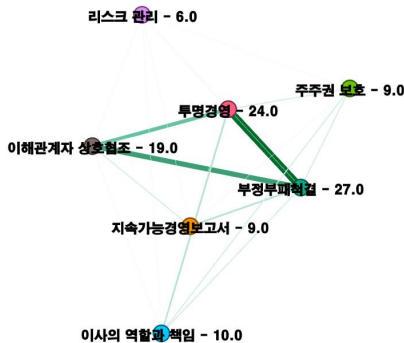 리스크 관리 - 6.0
주주권 보호 - 9.0
투명경영 - 24.0
이해관계자 상호협조 - 19.0
부정부패척결 - 27.0
지속가능경영보고서 - 9.0
이사의 역할과 책임 - 10.0